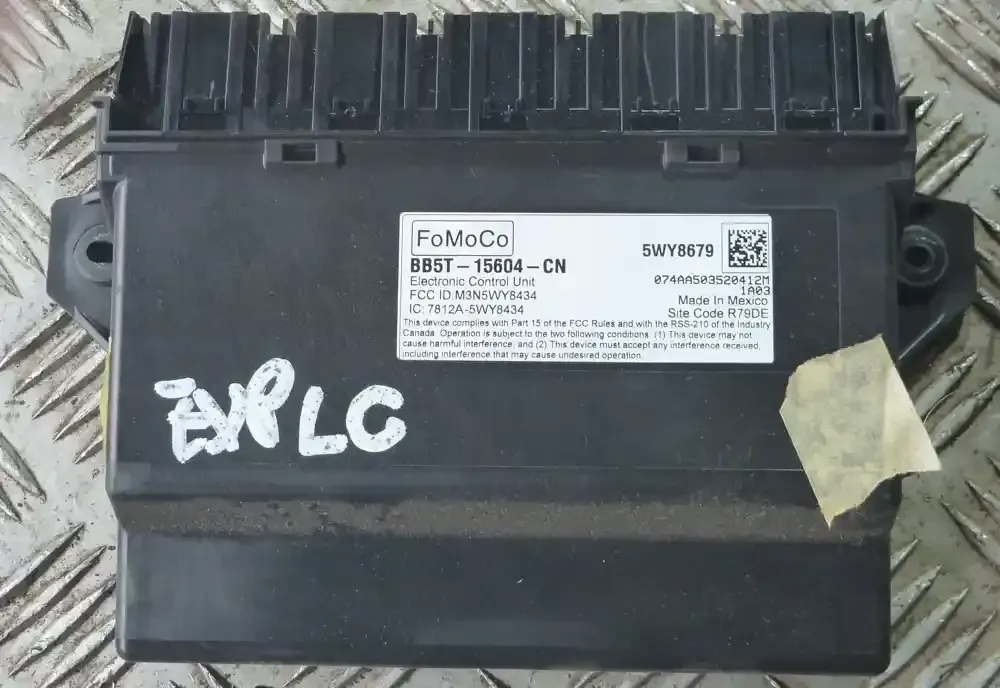 FoMoCo
BB5T-15604-CN
Electronic Control Unit
FCC ID M3N5WY8434
IC: 7812A-5WY8434
5WY8679
074AA503520412M
1A03
Made In Mexico
Site Code R79DE
This device complies with Part 15 of the FCC Rules and with the RSS-210 of the Industry
Canada. Operation is subject to the two following conditions. (1) This device may not
cause harmful interference, and (2) This device must accept any interference received,
including interference that may cause undesired operation.
EXPLC